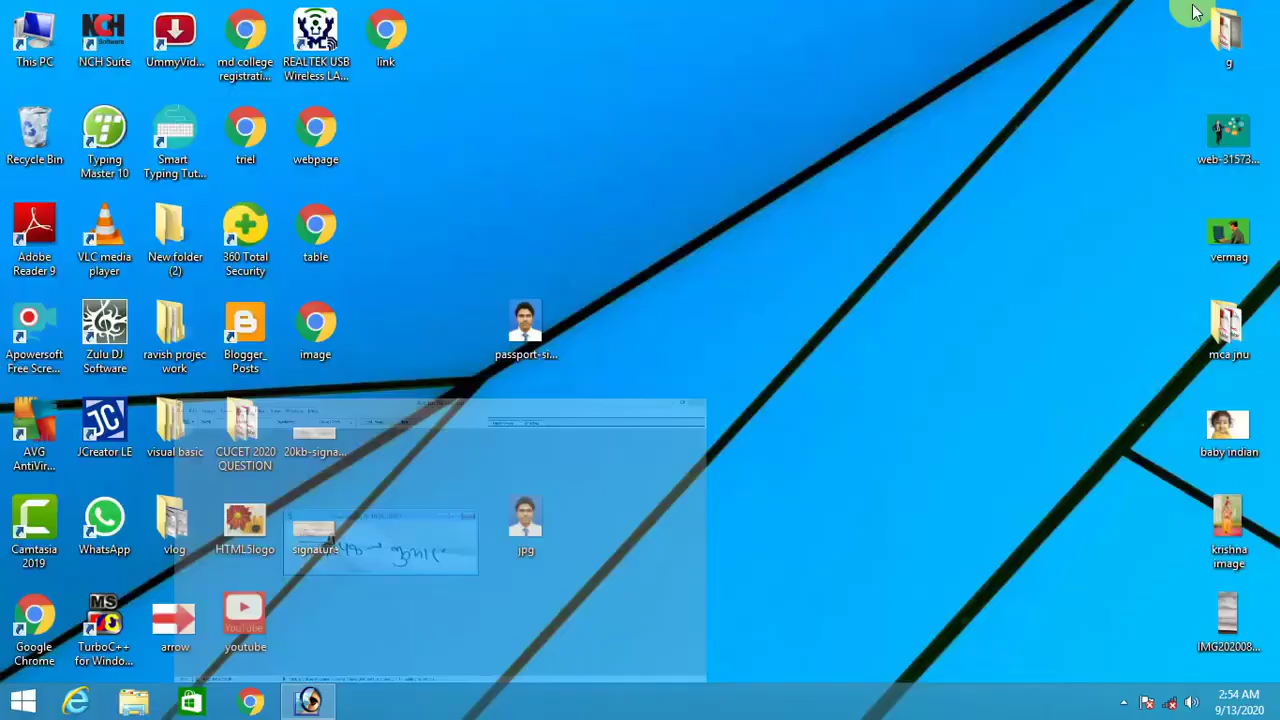 This PC
NCH Suite
UmmyVid...
md college
registrati...
REALTEK USB
Wireless LA...
link
g
Recycle Bin
Typing
Master 10
Smart
Typing Tut...
triel
webpage
web-31573...
Adobe
Reader 9
VLC media
player
New folder
(2)
360 Total
Security
table
vermag
Apowersoft
Free Scre...
Zulu DJ
Software
ravish projec
work
Blogger_
Posts
image
passport-si...
mca jnu
AVG
AntiVir...
JCreator LE
visual basic
CUCET 2020
QUESTION
20kb-signa...
baby indian
Camtasia
2019
WhatsApp
vlog
HTML5logo
signature
jpg
krishna
image
Google
Chrome
MS
TurboC++
for Windo...
arrow
YouTube
youtube
IMG202008...
2:54 AM
9/13/2020